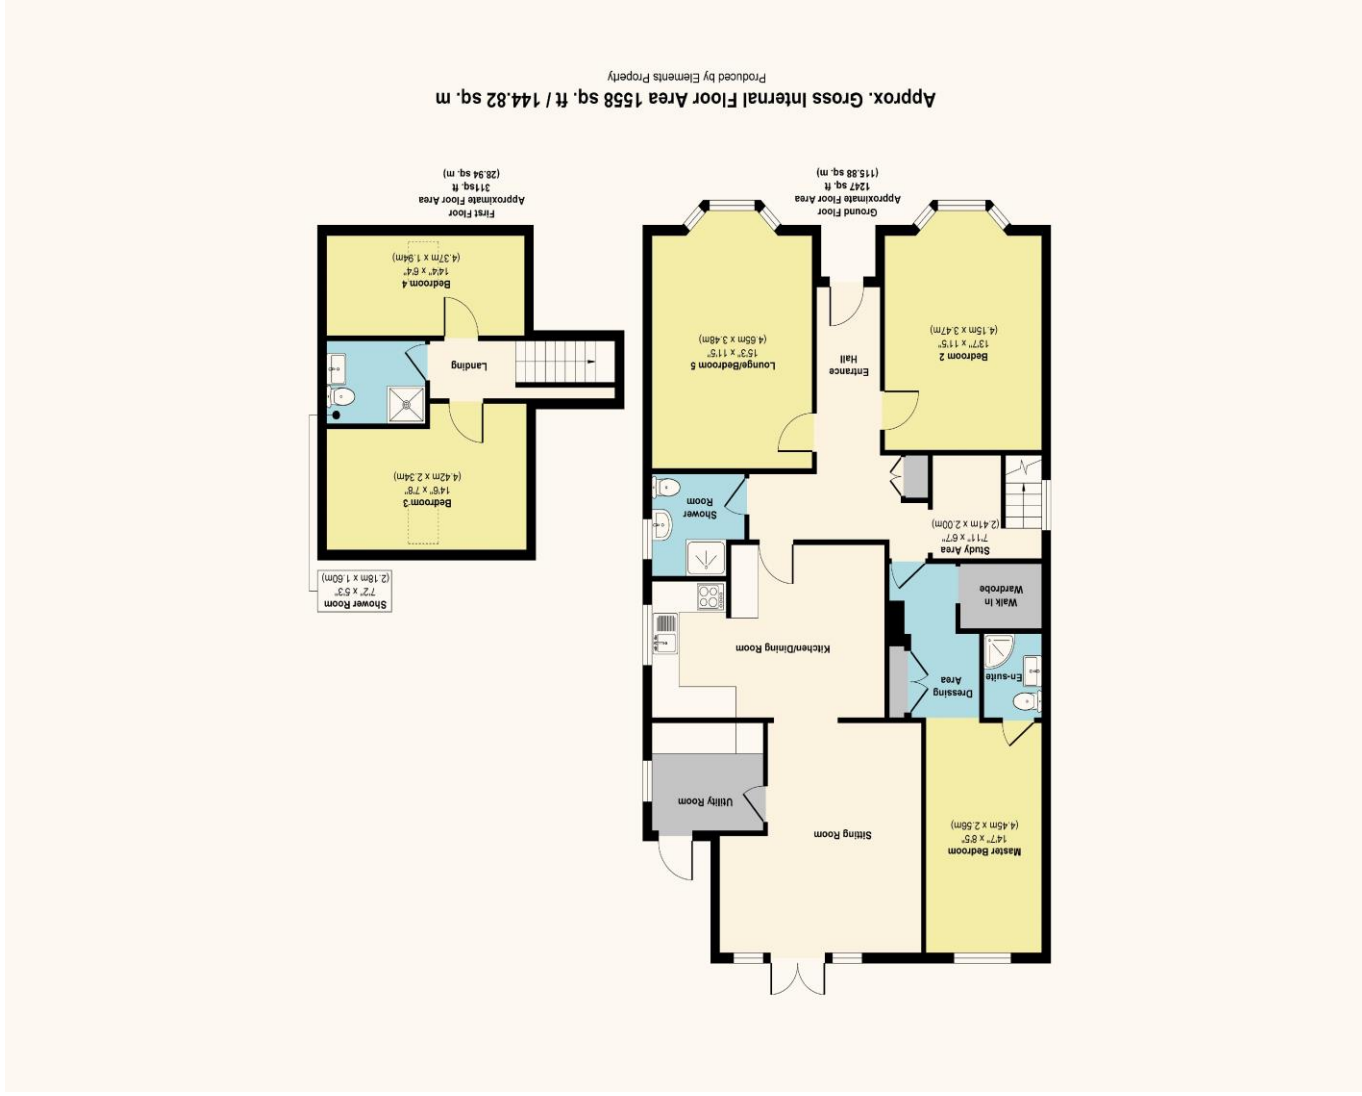 Master Bedroom
14'7" x 8'5"
(4.45m x 2.56m)
Sitting Room
Utility Room
En-suite
Dressing
Area
Kitchen/Dining Room
Walk In
Wardrobe
Study Area
7'11" x 6'7"
(2.41m x 2.00m)
Shower
Room
Bedroom 2
13'7" x 11'5"
(4.15m x 3.47m)
Entrance
Hall
Lounge/Bedroom 5
15'3" x 11'5"
(4.65m x 3.48m)
Ground Floor
Approximate Floor Area
1247 sq. ft
(115.88 sq. m)
Shower Room
7'2" x 5'3"
(2.18m x 1.60m)
Bedroom 3
14'6" x 7'8"
(4.42m x 2.34m)
Landing
Bedroom 4
14'4" x 6'4"
(4.37m x 1.94m)
First Floor
Approximate Floor Area
311sq. ft
(28.94 sq. m)
Approx. Gross Internal Floor Area 1558 sq. ft / 144.82 sq. m
Produced by Elements Property